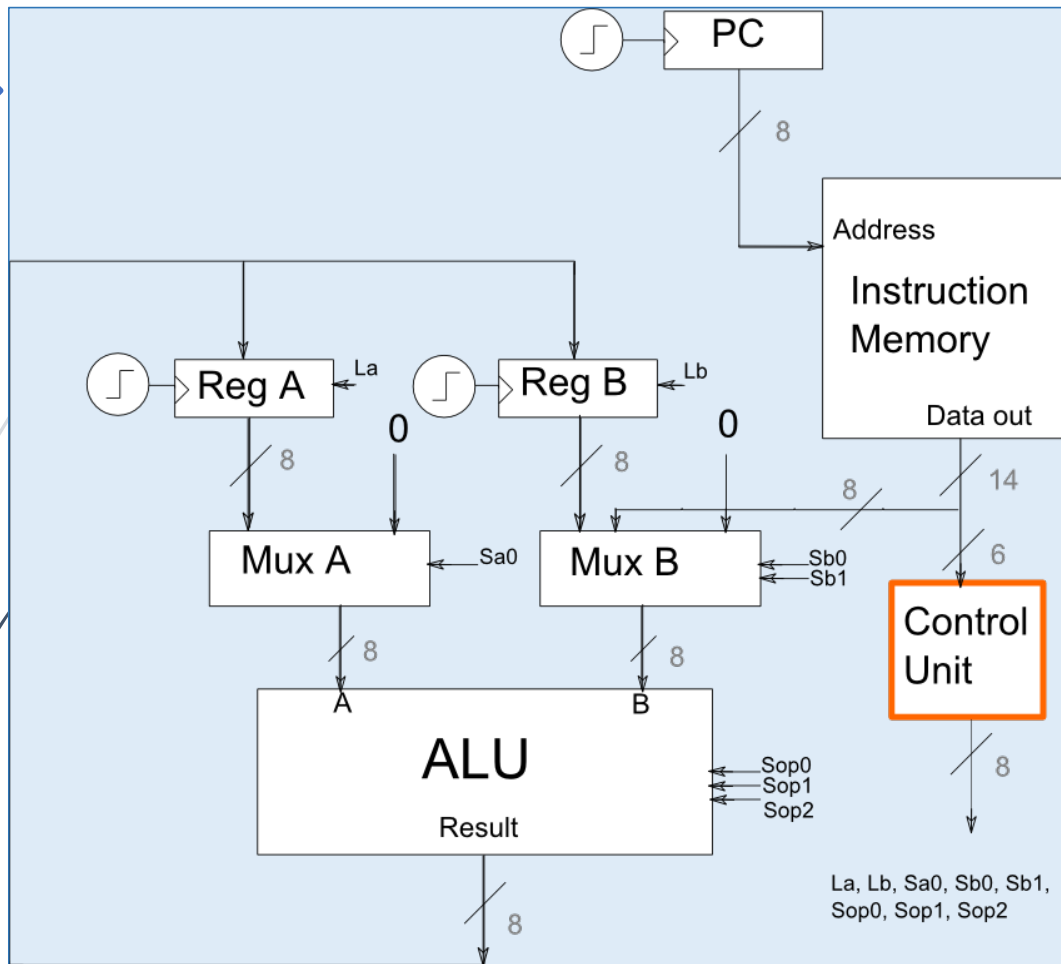 PC
8
Address
Instruction
Memory
Data out
La
Lb
Reg A
Reg B
0
0
8
8
8
14
6
Mux A
Sa0
Mux B
Sb0
Sb1
Control
Unit
8
8
A
B
ALU
Sop0
Sop1
Sop2
Result
8
8
La, Lb, Sa0, Sb0, Sb1,
Sop0, Sop1, Sop2